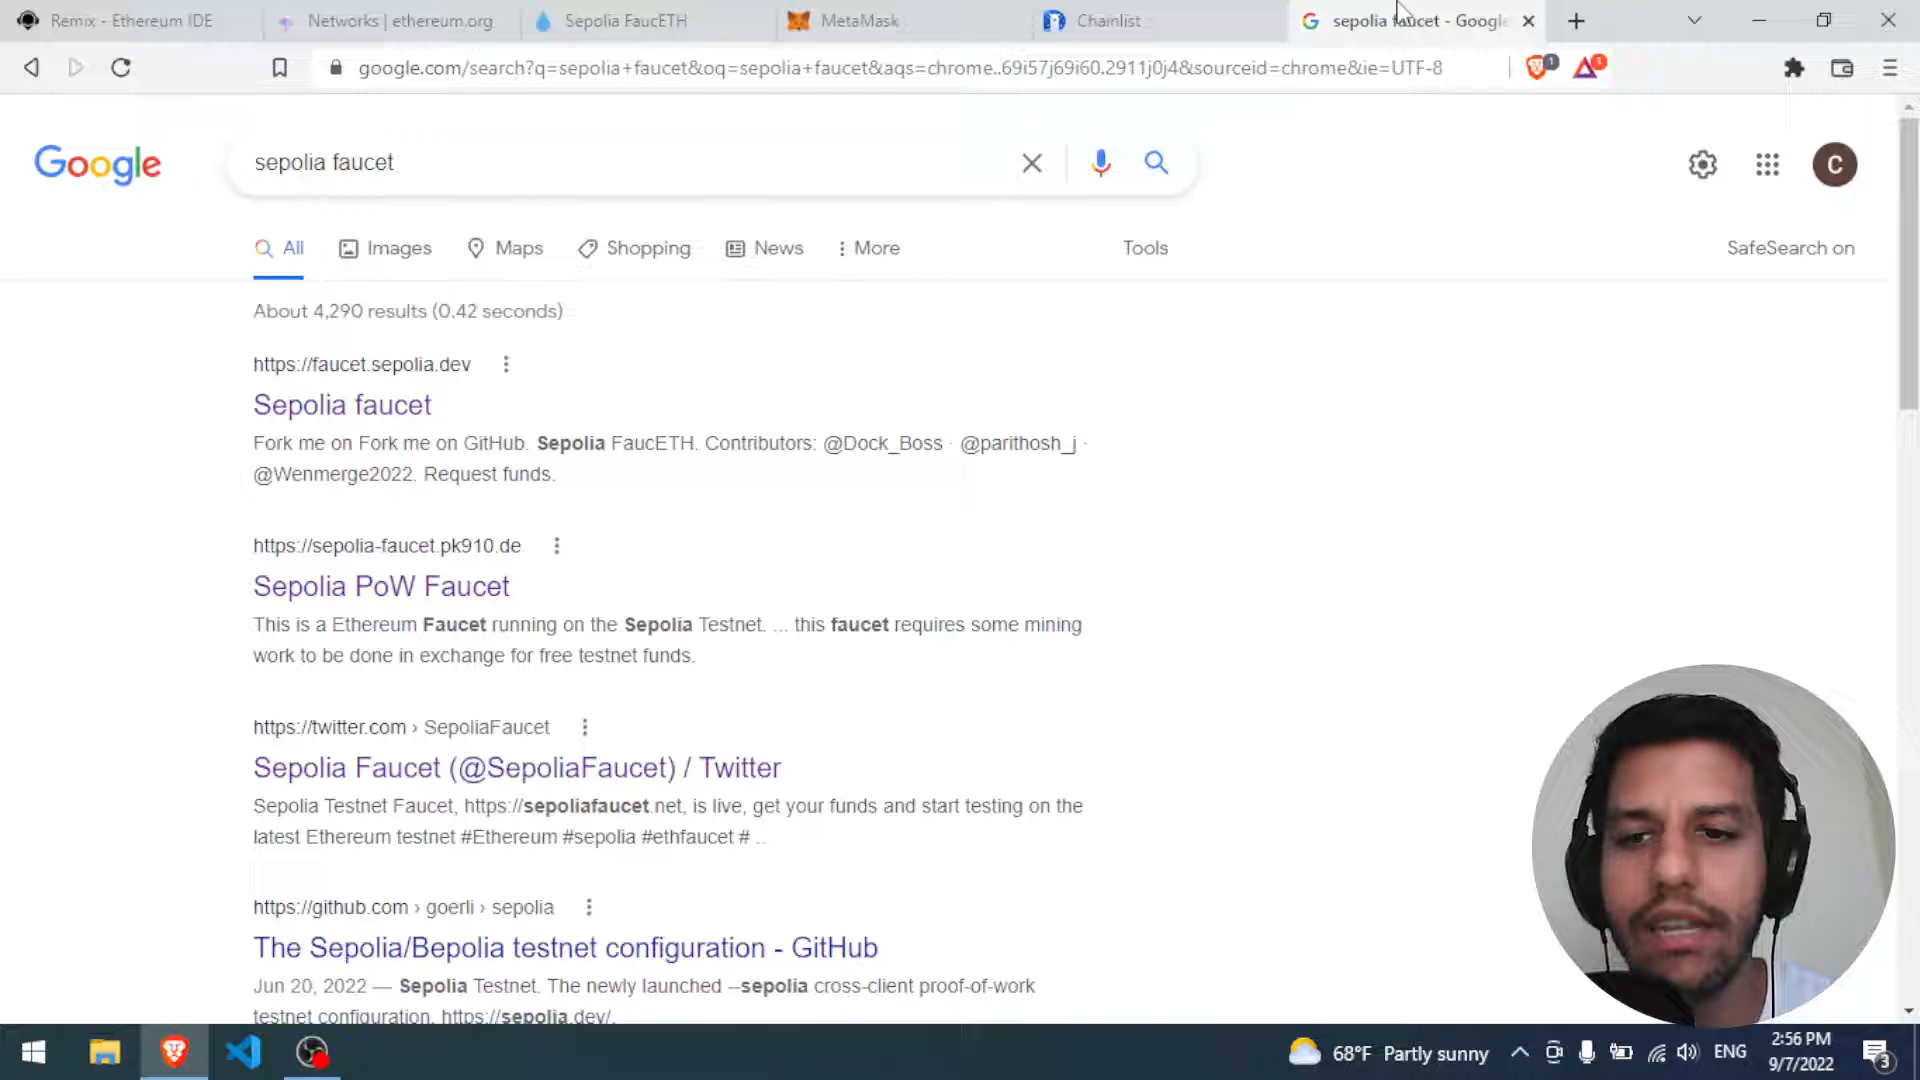 Remix - Ethereum IDE
Networks | ethereum.org
Sepolia FaucETH
MetaMask
Chainlist
sepolia faucet - Google
google.com/search?q=sepolia+faucet&oq=sepolia+faucet&aqs=chrome..69i57j69i60.2911j0j4&sourceid=chrome&ie=UTF-8
1
1
Google
sepolia faucet
C
All
Images
Maps
Shopping
News
More
Tools
SafeSearch on
About 4,290 results (0.42 seconds)
https://faucet.sepolia.dev
Sepolia faucet
Fork me on Fork me on GitHub. Sepolia FaucETH. Contributors: @Dock_Boss · @parithosh_j ·
@Wenmerge2022. Request funds.
https://sepolia-faucet.pk910.de
Sepolia PoW Faucet
This is a Ethereum Faucet running on the Sepolia Testnet. ... this faucet requires some mining
work to be done in exchange for free testnet funds.
https://twitter.com › SepoliaFaucet
Sepolia Faucet (@SepoliaFaucet) / Twitter
Sepolia Testnet Faucet, https://sepoliafaucet.net, is live, get your funds and start testing on the
latest Ethereum testnet #Ethereum #sepolia #ethfaucet # ...
https://github.com › goerli › sepolia
The Sepolia/Bepolia testnet configuration - GitHub
Jun 20, 2022 — Sepolia Testnet. The newly launched --sepolia cross-client proof-of-work
testnet configuration. https://sepolia.dev/.
68°F Partly sunny
ENG
2:56 PM
9/7/2022
3